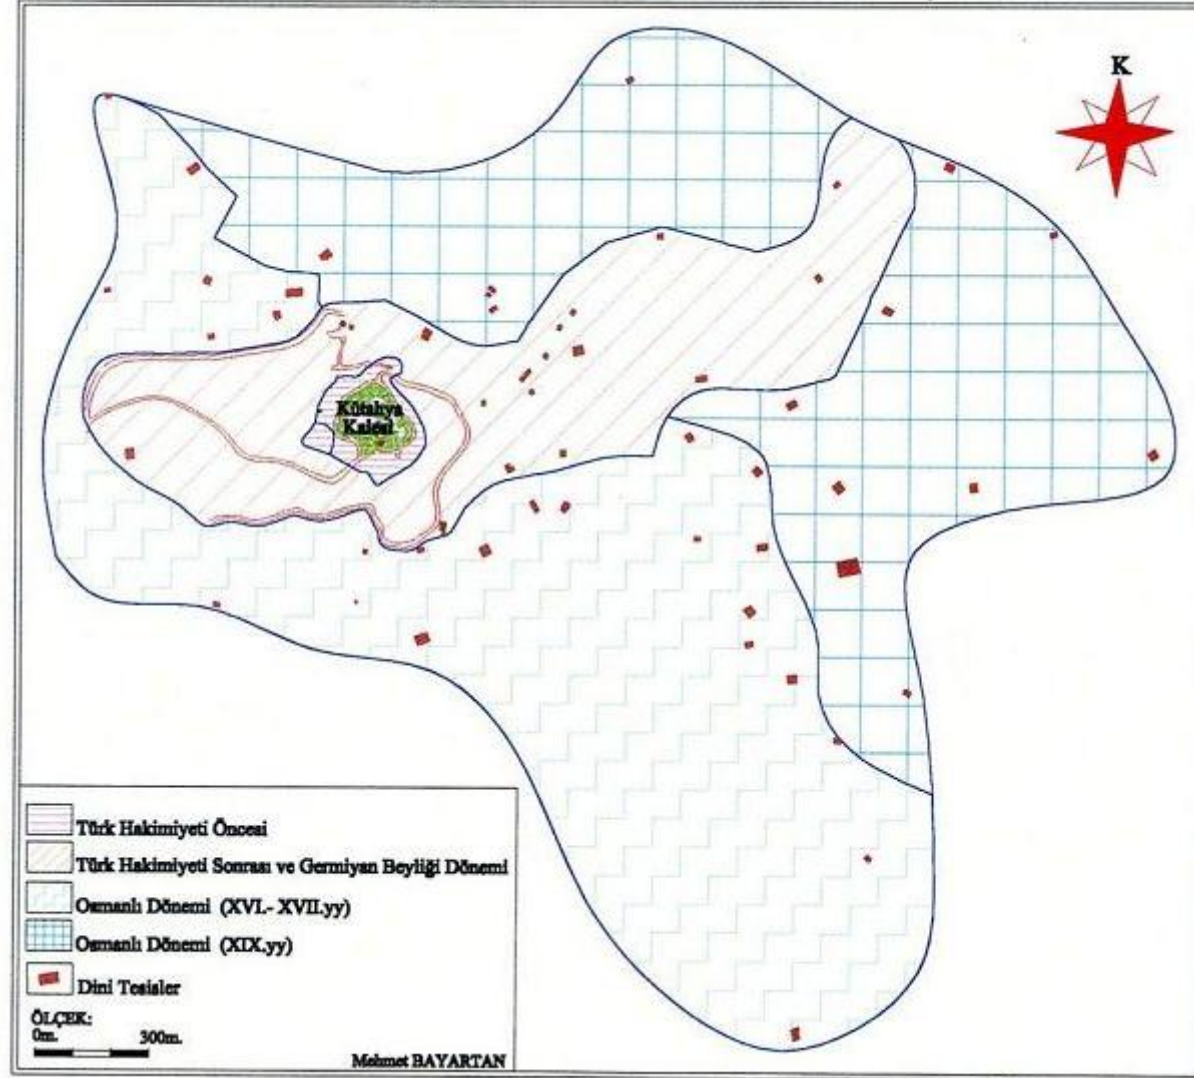 K
Kütahya
Kalesi
Türk Hakimiyeti Öncesi
Türk Hakimiyeti Sonrası ve Germiyan Beyliği Dönemi
Osmanlı Dönemi (XVI.- XVII.yy)
Osmanlı Dönemi (XIX.yy)
Dini Tesisler
ÖLÇEK:
0m. 300m.
Mehmet BAYARTAN